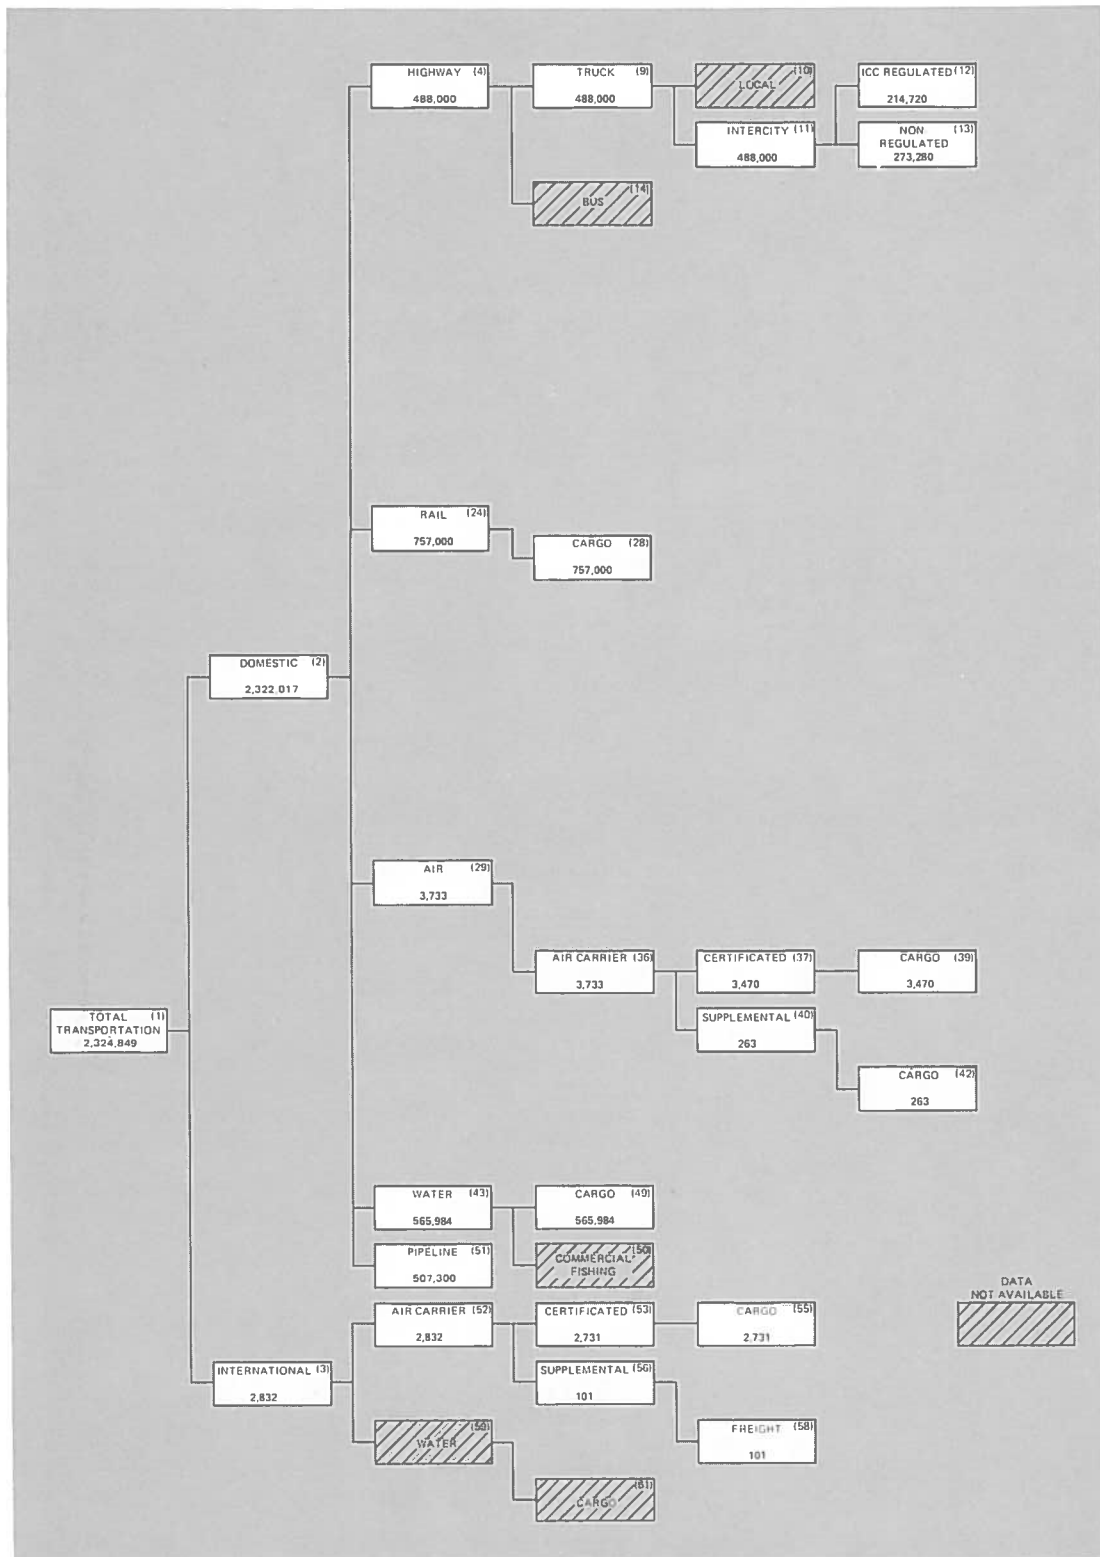 HIGHWAY (4)
488,000
TRUCK (9)
488,000
(10)
LOCAL
ICC REGULATED (12)
214,720
INTERCITY (11)
488,000
NON (13)
REGULATED
273,280
(14)
BUS
RAIL (24)
757,000
CARGO (28)
757,000
DOMESTIC (2)
2,322,017
AIR (29)
3,733
AIR CARRIER (36)
3,733
CERTIFICATED (37)
3,470
CARGO (39)
3,470
SUPPLEMENTAL (40)
263
CARGO (42)
263
TOTAL (1)
TRANSPORTATION
2,324,849
WATER (43)
565,984
CARGO (49)
565,984
PIPELINE (51)
507,300
(50)
COMMERCIAL
FISHING
DATA
NOT AVAILABLE
AIR CARRIER (52)
2,832
CERTIFICATED (53)
2,731
CARGO (55)
2,731
INTERNATIONAL (3)
2,832
SUPPLEMENTAL (56)
101
FREIGHT (58)
101
(59)
WATER
(61)
CARGO